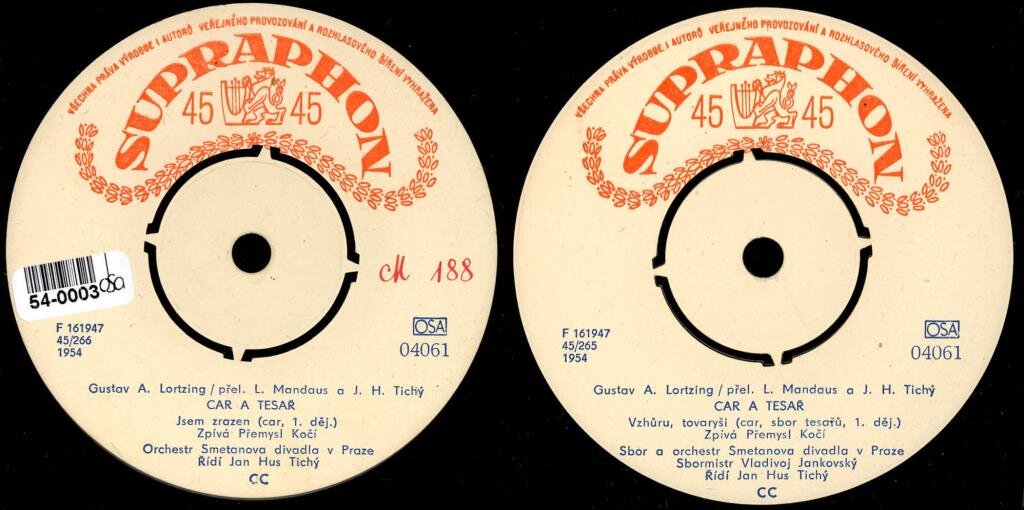 VŠECHNA PRÁVA VÝROBCE I AUTORŮ VEŘEJNÉHO PROVOZOVÁNÍ A ROZHLASOVÉHO ŠÍŘENÍ VYHRAŽENA
SUPRAPHON
45 45
54-0003 osa
cM 188
F 161947
45/266
1954
OSA
04061
Gustav A. Lortzing / přel. L. Mandaus a J. H. Tichý
CAR A TESAŘ
Jsem zrazen (car, 1. děj.)
Zpívá Přemysl Kočí
Orchestr Smetanova divadla v Praze
Řídí Jan Hus Tichý
CC
VŠECHNA PRÁVA VÝROBCE I AUTORŮ VEŘEJNÉHO PROVOZOVÁNÍ A ROZHLASOVÉHO ŠÍŘENÍ VYHRAŽENA
SUPRAPHON
45 45
F 161947
45/265
1954
OSA
04061
Gustav A. Lortzing / přel. L. Mandaus a J. H. Tichý
CAR A TESAŘ
Vzhůru, tovaryši (car, sbor tesařů, 1. děj.)
Zpívá Přemysl Kočí
Sbor a orchestr Smetanova divadla v Praze
Sbormistr Vladivoj Jankovský
Řídí Jan Hus Tichý
CC